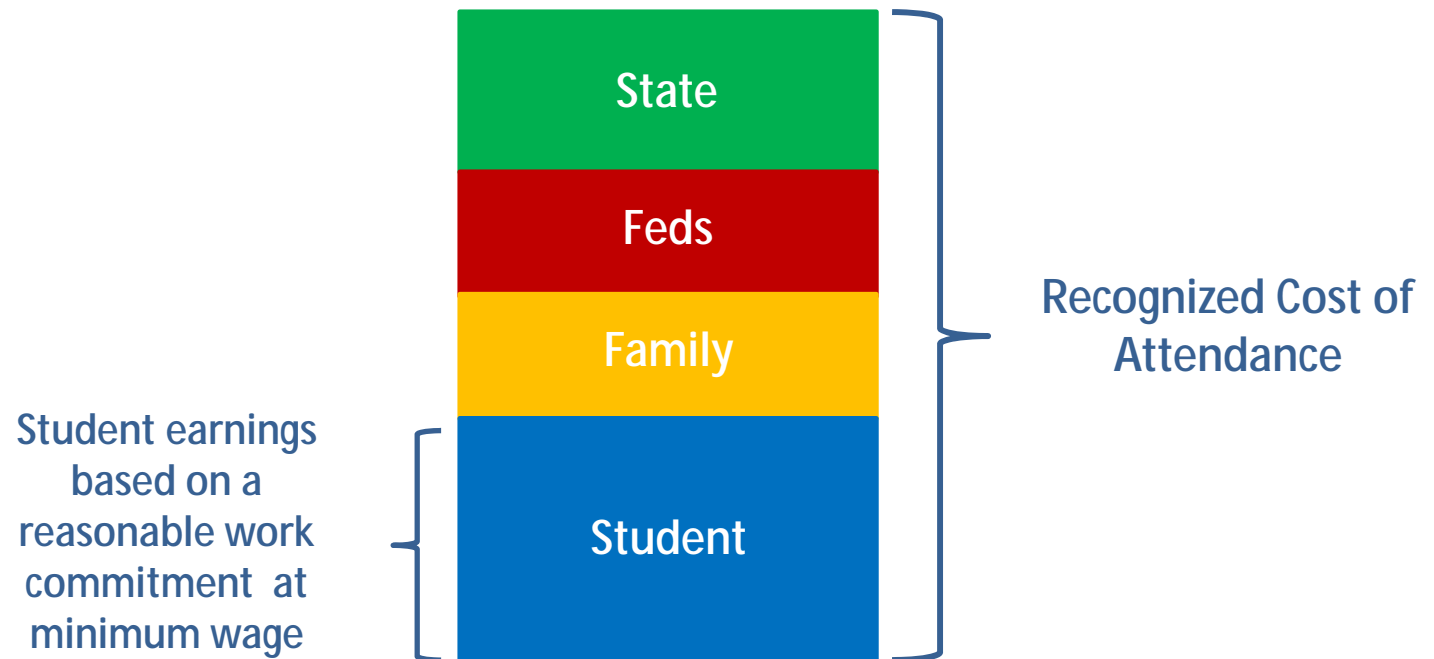 State
Feds
Family
Student
Student earnings
based on a
reasonable work
commitment at
minimum wage
Recognized Cost of
Attendance